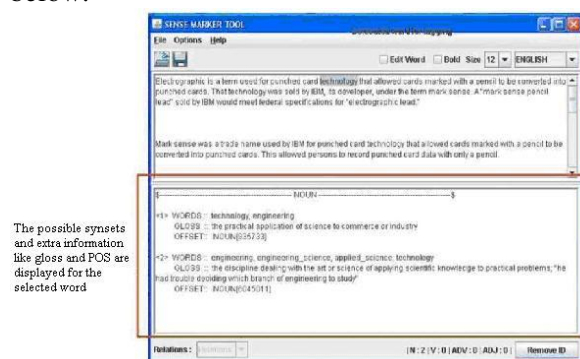 below.
SENSE MARKER TOOL
File Options Help
Edit Word Bold Size 12 ENGLISH
Electrographic is a term used for punched card technology that allowed cards marked with a pencil to be converted into
punched cards. That technology was sold by IBM, its developer, under the term mark sense. A "mark sense pencil
lead" sold by IBM would meet federal specifications for "electrographic lead."
Mark sense was a trade name used by IBM for punched card technology that allowed cards marked with a pencil to be
converted into punched cards. This allowed persons to record punched card data with only a pencil.
$-------------------- NOUN --------------------$
<1> WORDS :: technology, engineering
GLOSS :: the practical application of science to commerce or industry
OFFSET:: NOUN[935733]
<2> WORDS :: engineering, engineering_science, applied_science, technology
GLOSS :: the discipline dealing with the art or science of applying scientific knowledge to practical problems; "he
had trouble deciding which branch of engineering to study"
OFFSET:: NOUN[6045011]
The possible synsets
and extra information
like gloss and POS are
displayed for the
selected word
Relations : | N : 2 | V : 0 | ADV : 0 | ADJ : 0 | Remove ID